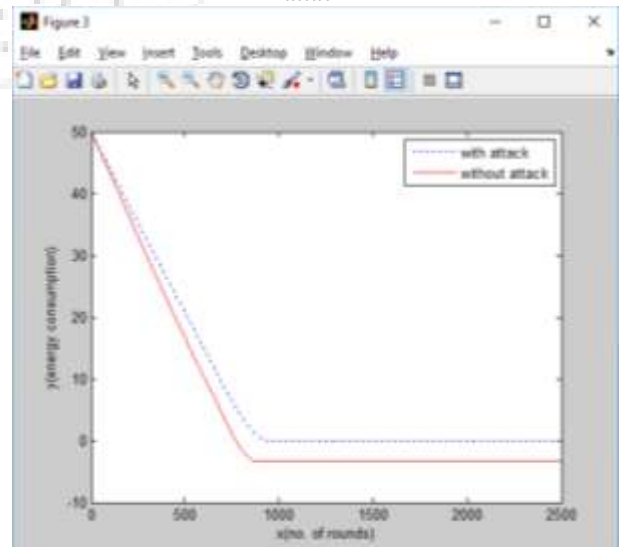 Figure 3
File Edit View Insert Tools Desktop Window Help
50
with attack
without attack
40
30
20
10
0
-10
y(energy consumption)
0 500 1000 1500 2000 2500
x(no. of rounds)